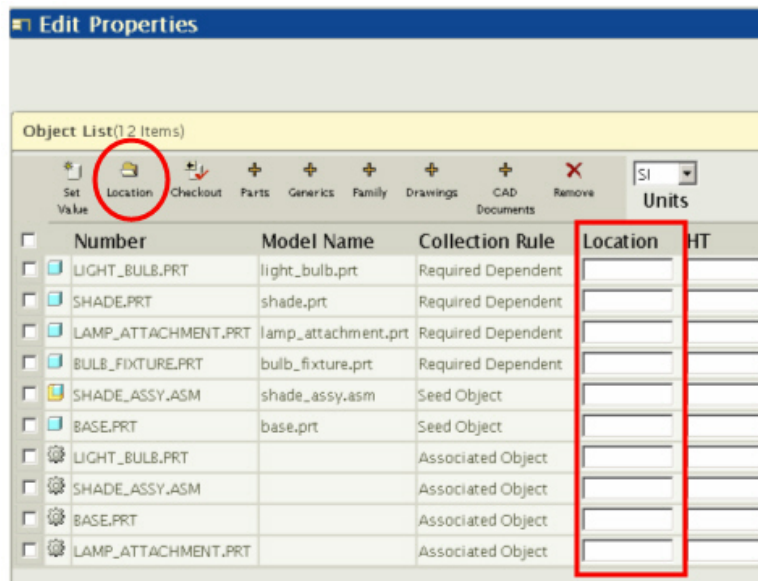 Edit Properties
Object List(12 Items)
Set Value Location Checkout Parts Generics Family Drawings CAD Documents Remove SI Units
Number Model Name Collection Rule Location HT
LIGHT_BULB.PRT light_bulb.prt Required Dependent
SHADE.PRT shade.prt Required Dependent
LAMP_ATTACHMENT.PRT lamp_attachment.prt Required Dependent
BULB_FIXTURE.PRT bulb_fixture.prt Required Dependent
SHADE_ASSY.ASM shade_assy.asm Seed Object
BASE.PRT base.prt Seed Object
LIGHT_BULB.PRT Associated Object
SHADE_ASSY.ASM Associated Object
BASE.PRT Associated Object
LAMP_ATTACHMENT.PRT Associated Object